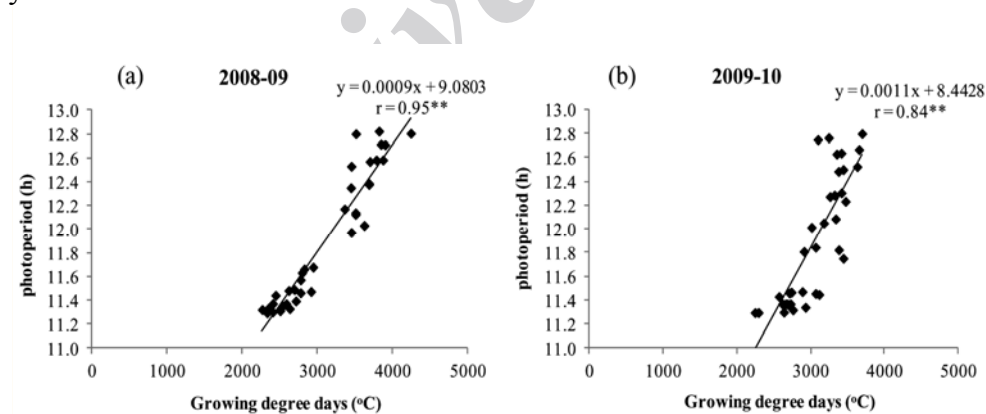 (a) 2008-09
y = 0.0009x + 9.0803
r = 0.95**
photoperiod (h)
13.0
12.8
12.6
12.4
12.2
12.0
11.8
11.6
11.4
11.2
11.0
0 1000 2000 3000 4000 5000
Growing degree days (°C)
(b) 2009-10
y = 0.0011x + 8.4428
r = 0.84**
photoperiod (h)
13.0
12.8
12.6
12.4
12.2
12.0
11.8
11.6
11.4
11.2
11.0
0 1000 2000 3000 4000 5000
Growing degree days (°C)